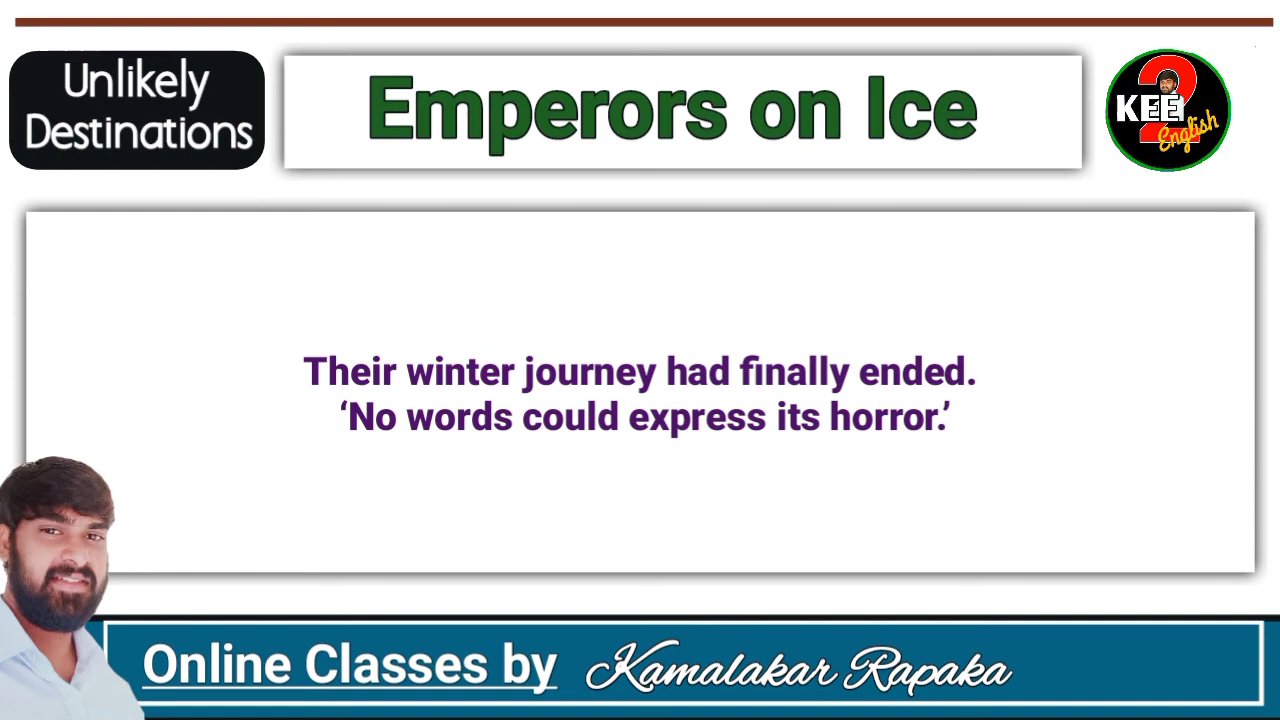 Unlikely
Destinations
Emperors on Ice
2
KEE
English
Their winter journey had finally ended.
‘No words could express its horror.’
Online Classes by Kamalakar Rapaka